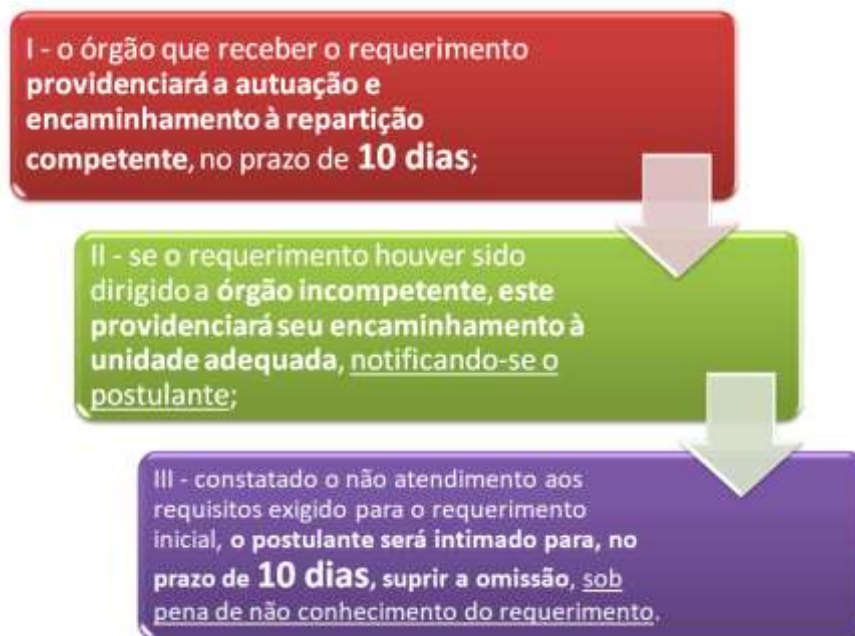 I - o órgão que receber o requerimento
providenciará a autuação e
encaminhamento à repartição
competente, no prazo de 10 dias;
II - se o requerimento houver sido
dirigido a órgão incompetente, este
providenciará seu encaminhamento à
unidade adequada, notificando-se o
postulante;
III - constatado o não atendimento aos
requisitos exigido para o requerimento
inicial, o postulante será intimado para, no
prazo de 10 dias, suprir a omissão, sob
pena de não conhecimento do requerimento.